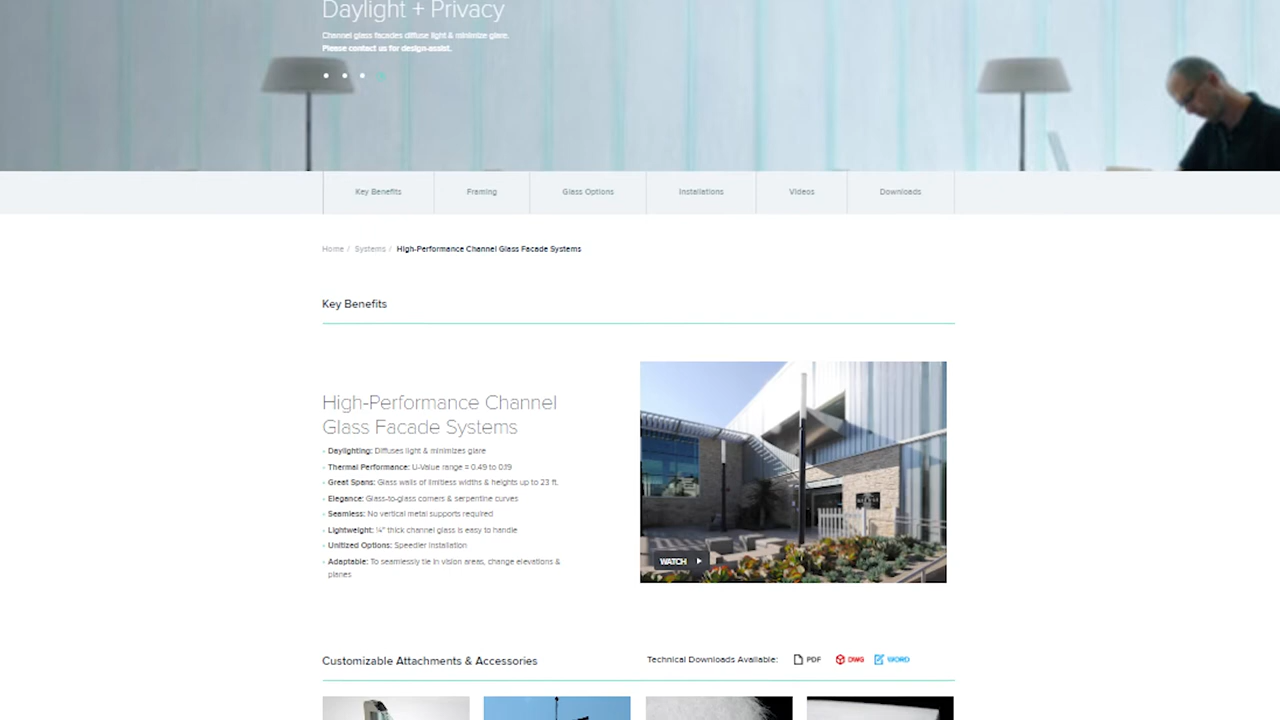 Daylight + Privacy
Channel glass facades diffuse light & minimize glare.
Please contact us for design-assist.
Key Benefits
Framing
Glass Options
Installations
Videos
Downloads
Home / Systems / High-Performance Channel Glass Facade Systems
Key Benefits
High-Performance Channel
Glass Facade Systems
Daylighting: Diffuses light & minimizes glare
Thermal Performance: U-Value range = 0.49 to 0.19
Great Spans: Glass walls of limitless widths & heights up to 23 ft.
Elegance: Glass-to-glass corners & serpentine curves
Seamless: No vertical metal supports required
Lightweight: ¼" thick channel glass is easy to handle
Unitized Options: Speedier installation
Adaptable: To seamlessly tie in vision areas, change elevations &
planes
WATCH
Customizable Attachments & Accessories
Technical Downloads Available:
PDF
DWG
WORD